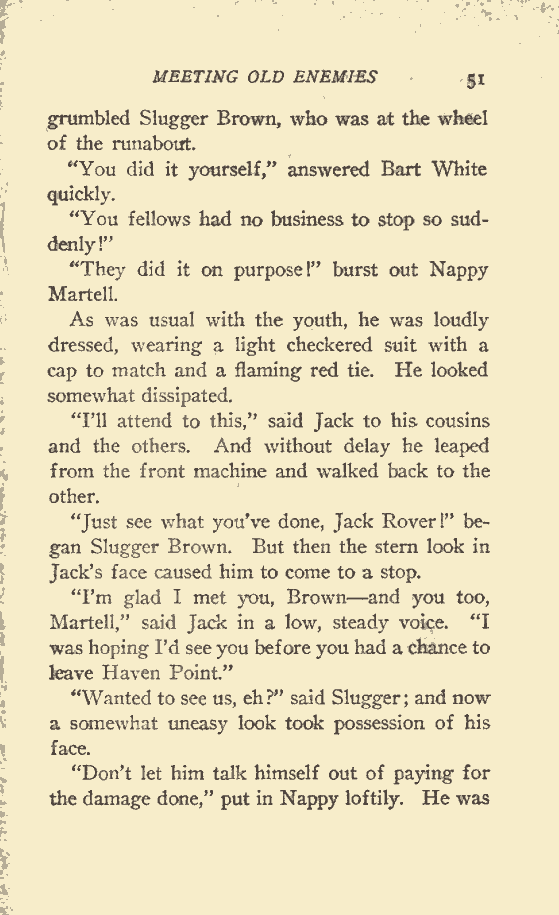 MEETING OLD ENEMIES 51
grumbled Slugger Brown, who was at the wheel
of the runabout.
"You did it yourself," answered Bart White
quickly.
"You fellows had no business to stop so sud-
denly!"
"They did it on purpose!" burst out Nappy
Martell.
As was usual with the youth, he was loudly
dressed, wearing a light checkered suit with a
cap to match and a flaming red tie. He looked
somewhat dissipated.
"I'll attend to this," said Jack to his cousins
and the others. And without delay he leaped
from the front machine and walked back to the
other.
"Just see what you've done, Jack Rover!" be-
gan Slugger Brown. But then the stern look in
Jack's face caused him to come to a stop.
"I'm glad I met you, Brown—and you too,
Martell," said Jack in a low, steady voice. "I
was hoping I'd see you before you had a chance to
leave Haven Point."
"Wanted to see us, eh?" said Slugger; and now
a somewhat uneasy look took possession of his
face.
"Don't let him talk himself out of paying for
the damage done," put in Nappy loftily. He was